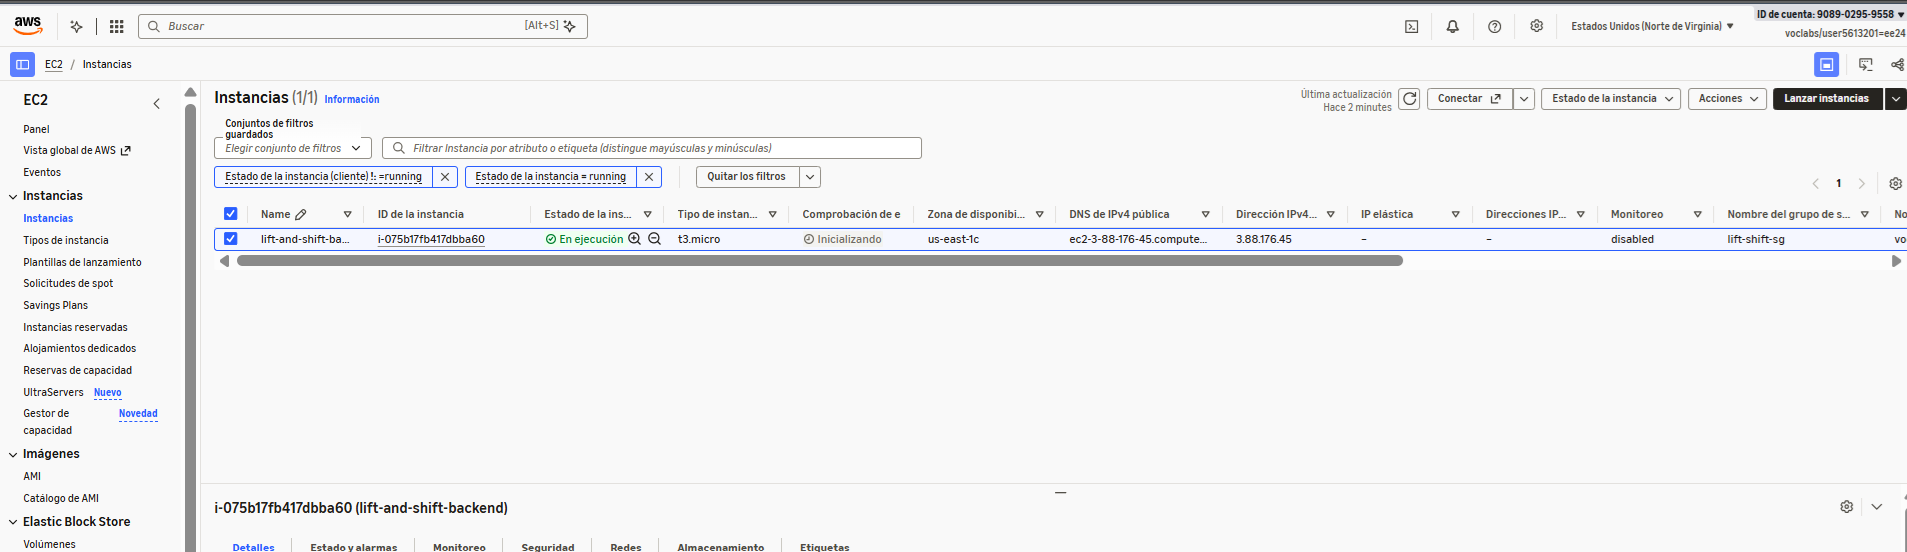 aws
Buscar
[Alt+S]
Estados Unidos (Norte de Virginia)
ID de cuenta: 9089-0295-9558
voclabs/user5613201=ee24
EC2 / Instancias
EC2
Panel
Vista global de AWS
Eventos
Instancias
Instancias
Tipos de instancia
Plantillas de lanzamiento
Solicitudes de spot
Savings Plans
Instancias reservadas
Alojamientos dedicados
Reservas de capacidad
UltraServers Nuevo
Gestor de Novedad
capacidad
Imágenes
AMI
Catálogo de AMI
Elastic Block Store
Volúmenes
Instancias (1/1) Información
Última actualización
Hace 2 minutes
Conectar
Estado de la instancia
Acciones
Lanzar instancias
Conjuntos de filtros
guardados
Elegir conjunto de filtros
Filtrar Instancia por atributo o etiqueta (distingue mayúsculas y minúsculas)
Estado de la instancia (cliente) !: =running
Estado de la instancia = running
Quitar los filtros
1
Name ID de la instancia Estado de la ins... Tipo de instan... Comprobación de e Zona de disponibi... DNS de IPv4 pública Dirección IPv4... IP elástica Direcciones IP... Monitoreo Nombre del grupo de s... No
lift-and-shift-ba... i-075b17fb417dbba60 En ejecución t3.micro Inicializando us-east-1c ec2-3-88-176-45.compute... 3.88.176.45 – – disabled lift-shift-sg vo
i-075b17fb417dbba60 (lift-and-shift-backend)
Detalles Estado y alarmas Monitoreo Seguridad Redes Almacenamiento Etiquetas